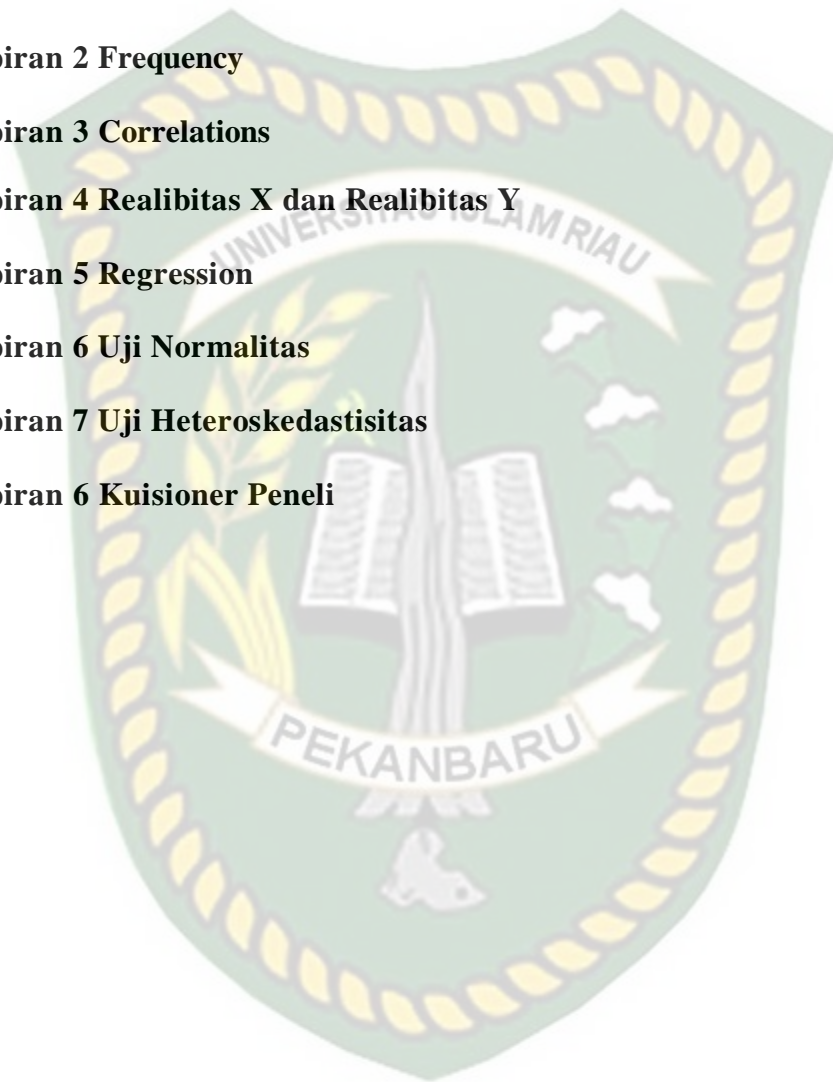 piran 2 Frequency
piran 3 Correlations
piran 4 Realibitas X dan Realibitas Y
UNIVERSITAS ISLAM RIAU
piran 5 Regression
piran 6 Uji Normalitas
piran 7 Uji Heteroskedastisitas
piran 6 Kuisioner Peneli
PEKANBARU